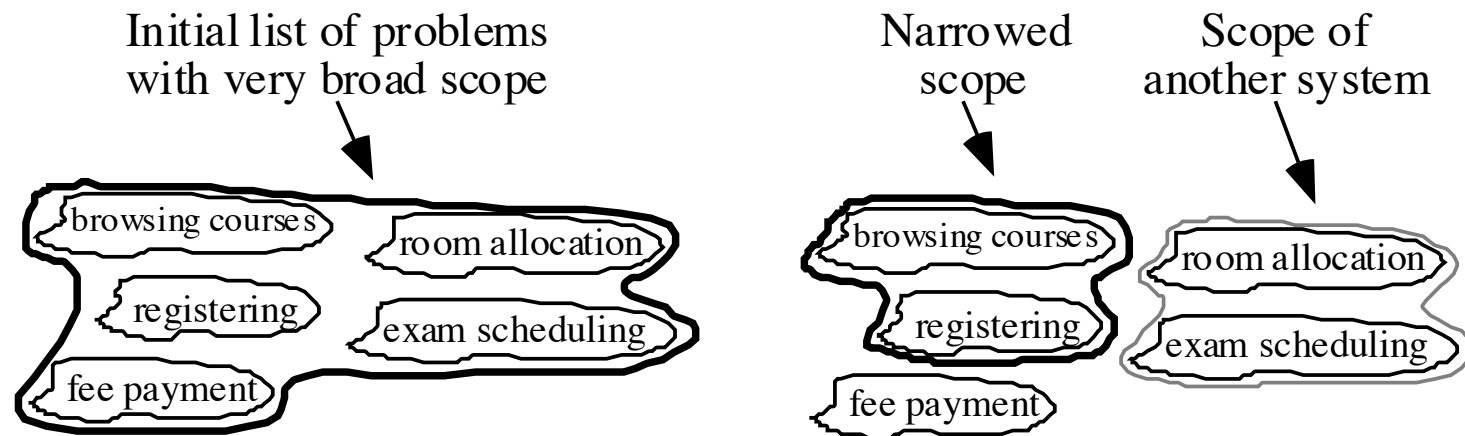 Initial list of problems
with very broad scope
browsing courses
room allocation
registering
exam scheduling
fee payment
Narrowed
scope
browsing courses
registering
fee payment
Scope of
another system
room allocation
exam scheduling